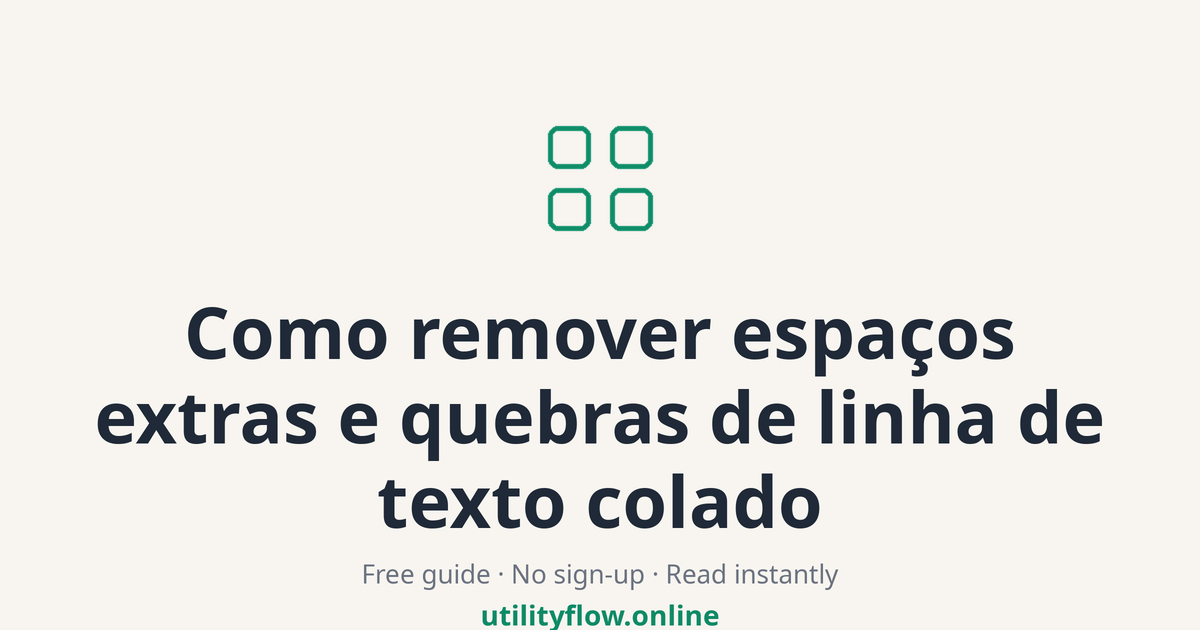 Como remover espaços
extras e quebras de linha de
texto colado
Free guide · No sign-up · Read instantly
utilityflow.online